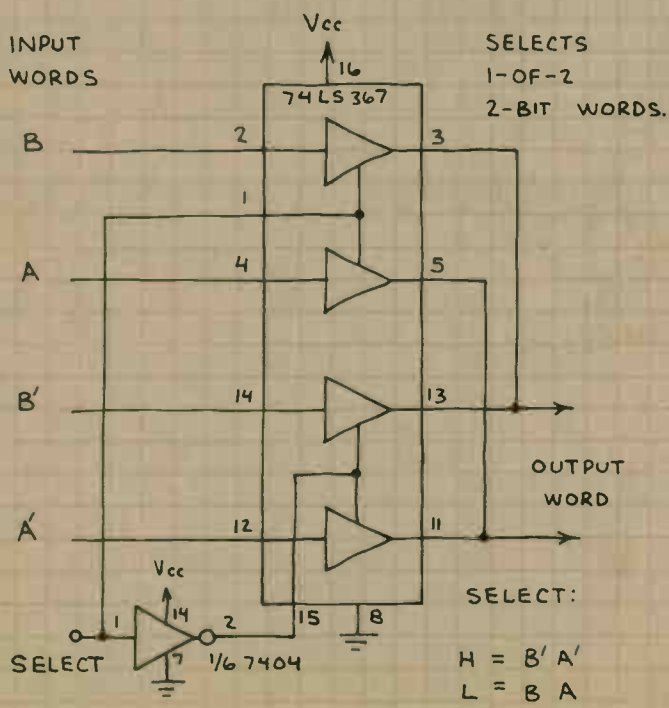 Vcc
INPUT
WORDS
SELECTS
1-OF-2
2-BIT WORDS.
16
74LS367
B
2
3
1
A
4
5
B'
14
13
OUTPUT
WORD
A'
12
11
Vcc
SELECT:
1
14
2
15
8
7
SELECT
1/6 7404
H = B' A'
L = B A